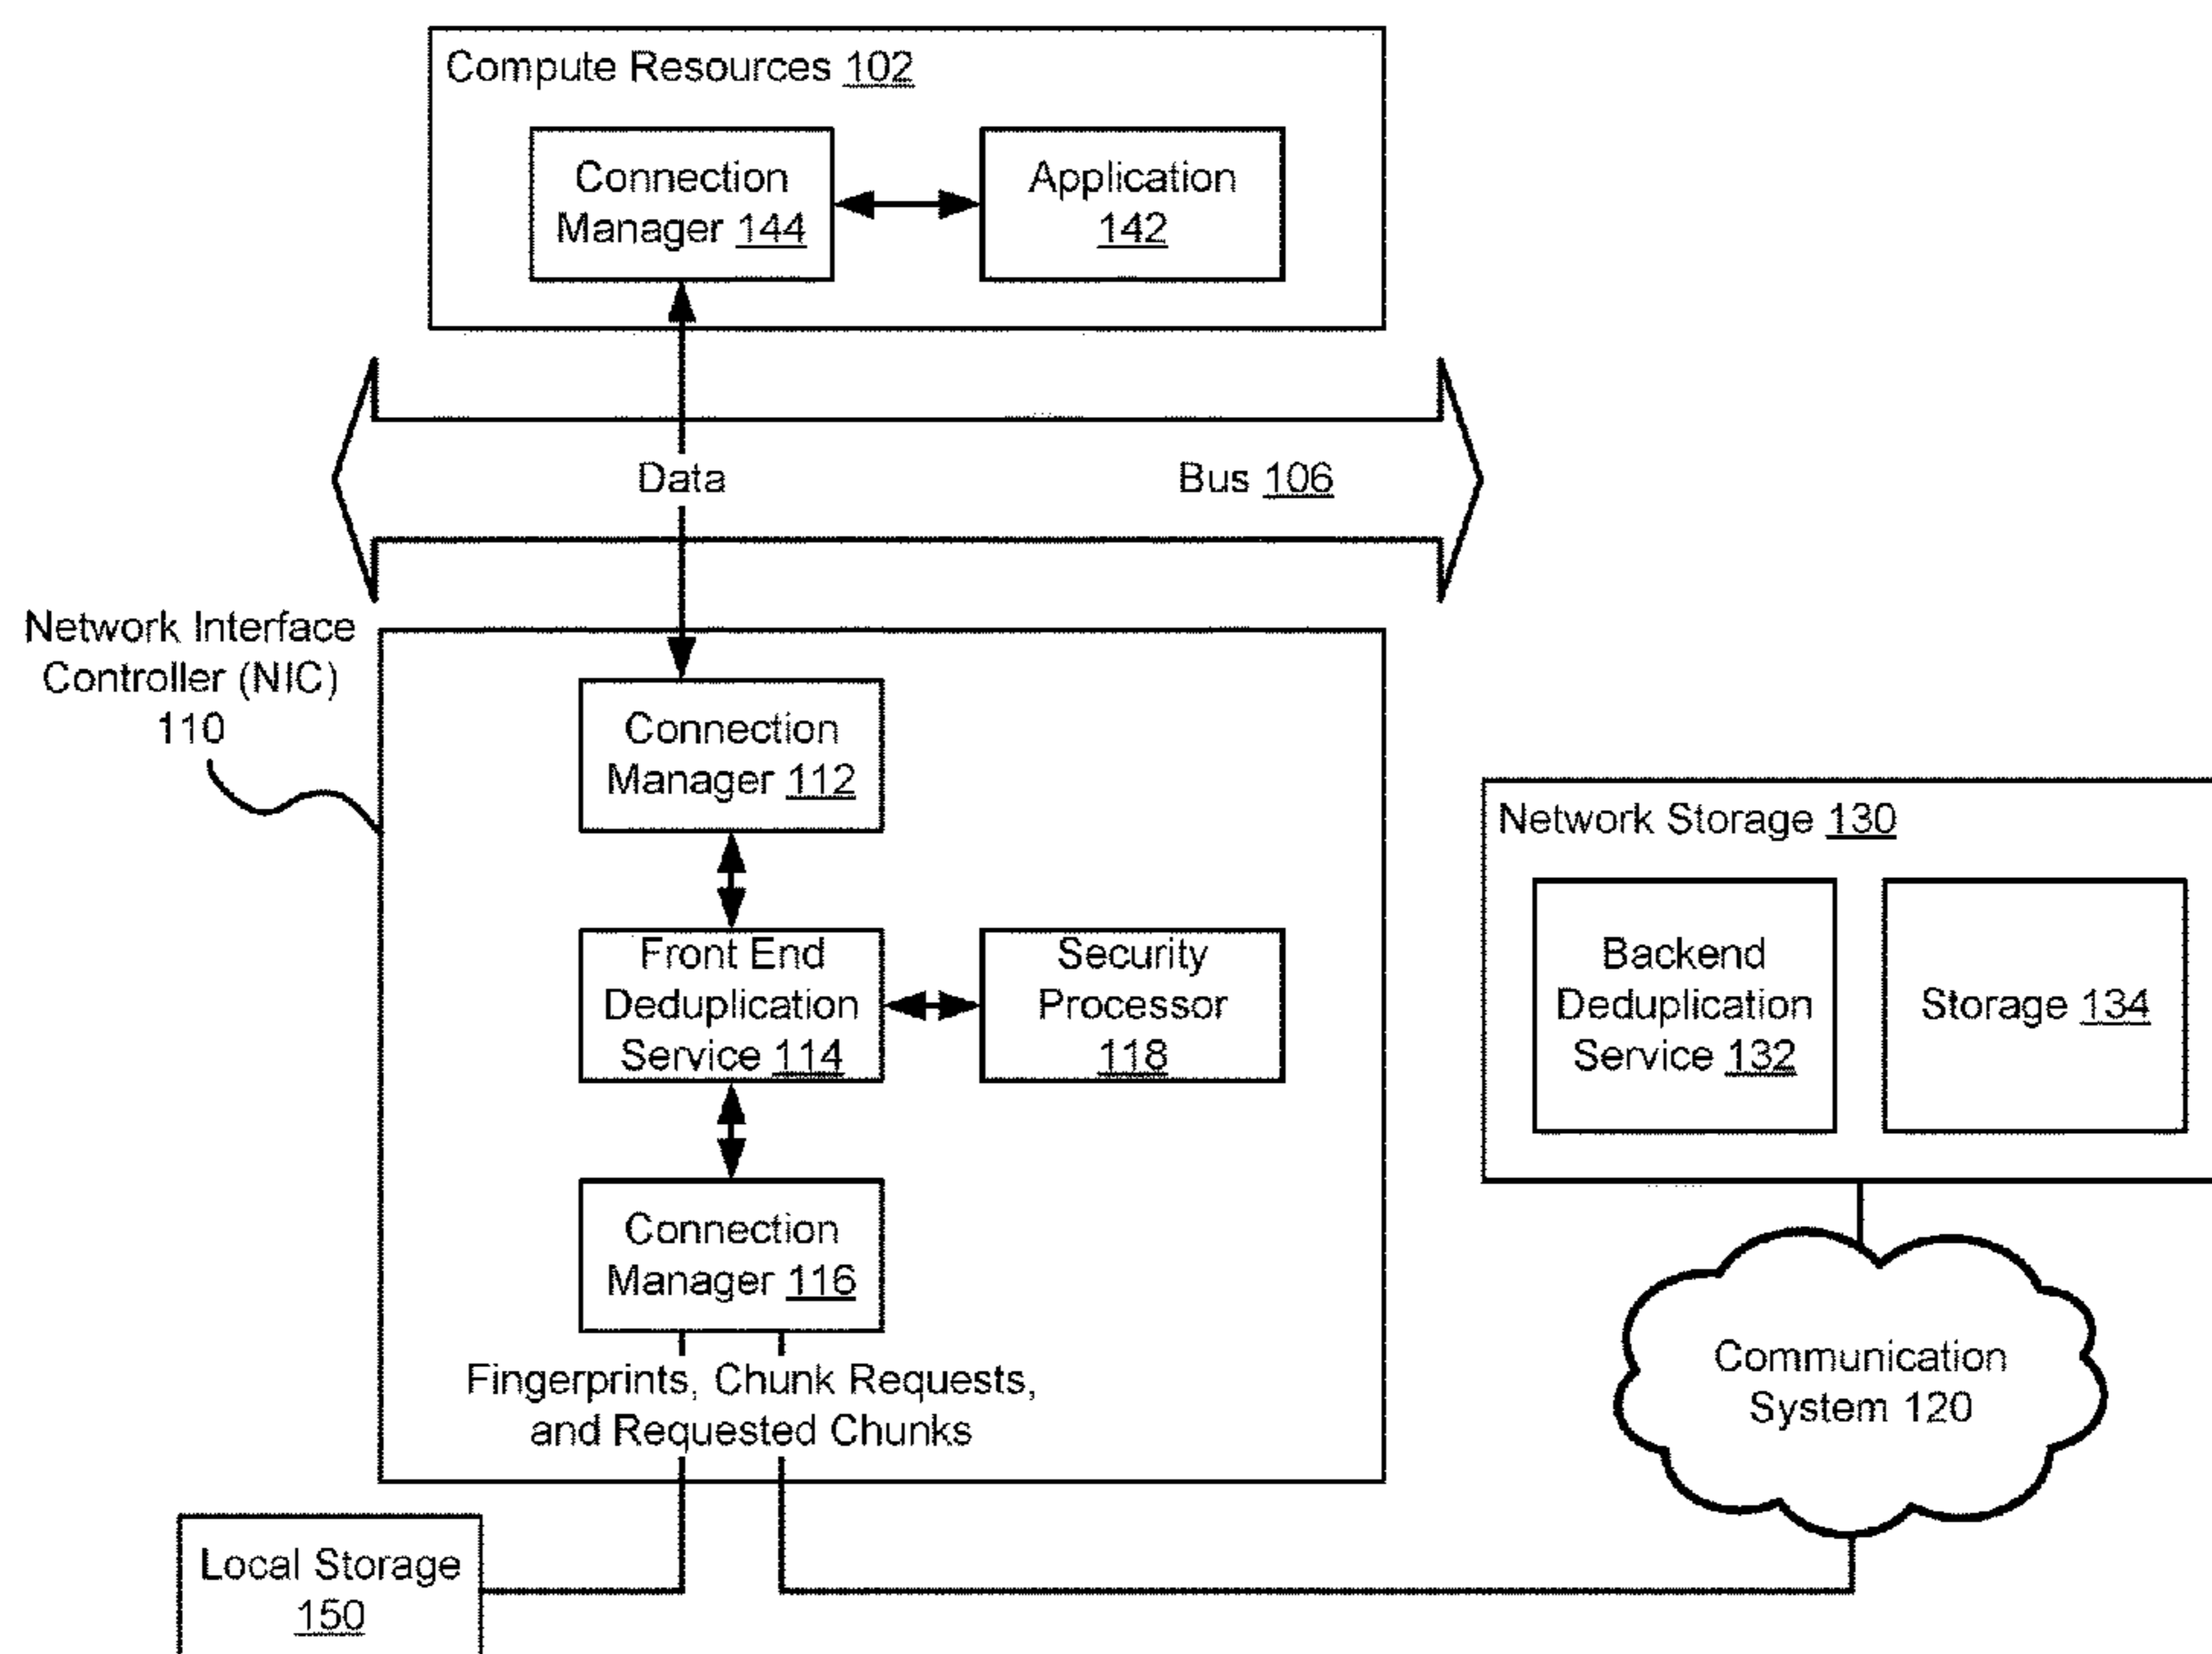 Compute Resources 102
Connection
Manager 144
Application
142
Data
Bus 106
Network Interface
Controller (NIC)
110
Connection
Manager 112
Front End
Deduplication
Service 114
Security
Processor
118
Connection
Manager 116
Fingerprints, Chunk Requests,
and Requested Chunks
Network Storage 130
Backend
Deduplication
Service 132
Storage 134
Communication
System 120
Local Storage
150